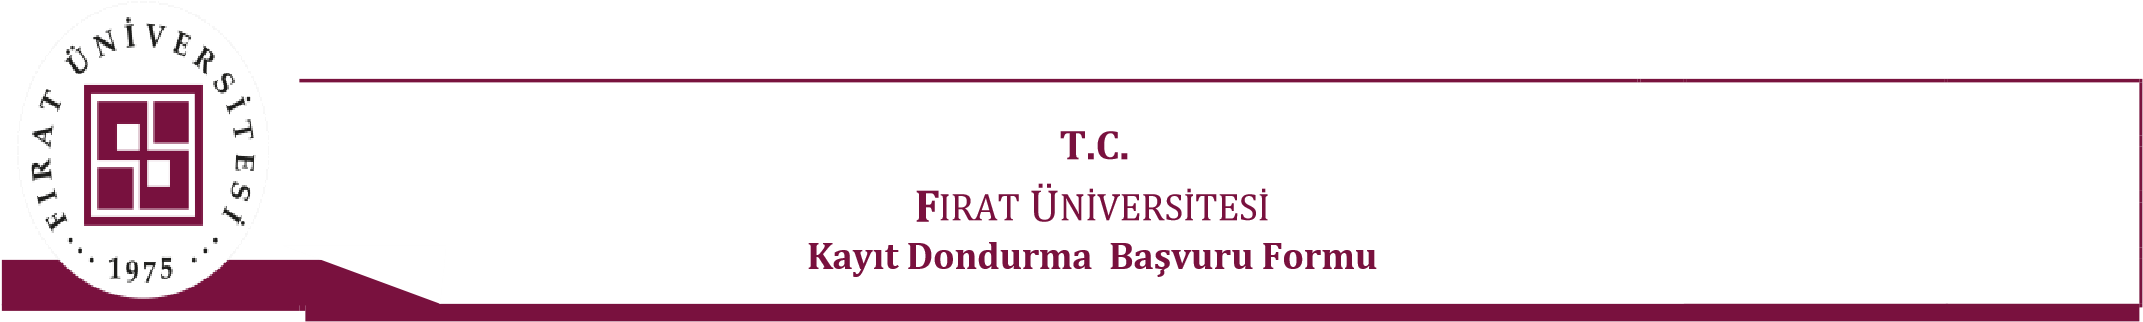 FIRAT ÜNİVERSİTESİ
1975
T.C.
FIRAT ÜNİVERSİTESİ
Kayıt Dondurma Başvuru Formu